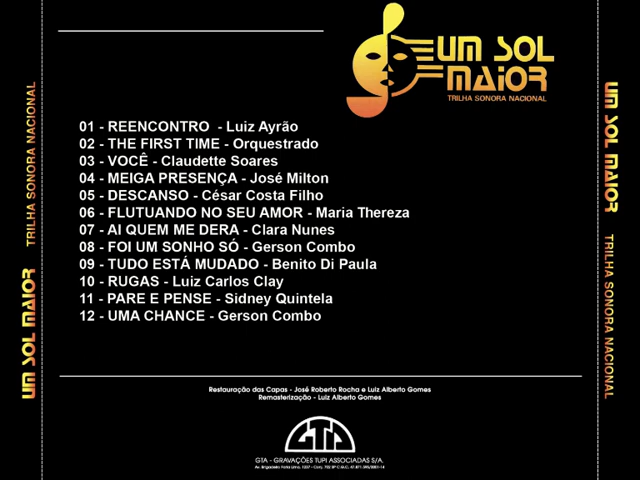 UM SOL
MAIOR
TRILHA SONORA NACIONAL
01 - REENCONTRO - Luiz Ayrão
02 - THE FIRST TIME - Orquestrado
03 - VOCÊ - Claudette Soares
04 - MEIGA PRESENÇA - José Milton
05 - DESCANSO - César Costa Filho
06 - FLUTUANDO NO SEU AMOR - Maria Thereza
07 - AI QUEM ME DERA - Clara Nunes
08 - FOI UM SONHO SÓ - Gerson Combo
09 - TUDO ESTÁ MUDADO - Benito Di Paula
10 - RUGAS - Luiz Carlos Clay
11 - PARE E PENSE - Sidney Quintela
12 - UMA CHANCE - Gerson Combo
UM SOL MAIOR TRILHA SONORA NACIONAL
UM SOL MAIOR TRILHA SONORA NACIONAL
Restauração das Capas - José Roberto Rocha e Luiz Alberto Gomes
Remasterização - Luiz Alberto Gomes
GTA
GTA - GRAVAÇÕES TUPI ASSOCIADAS S/A.